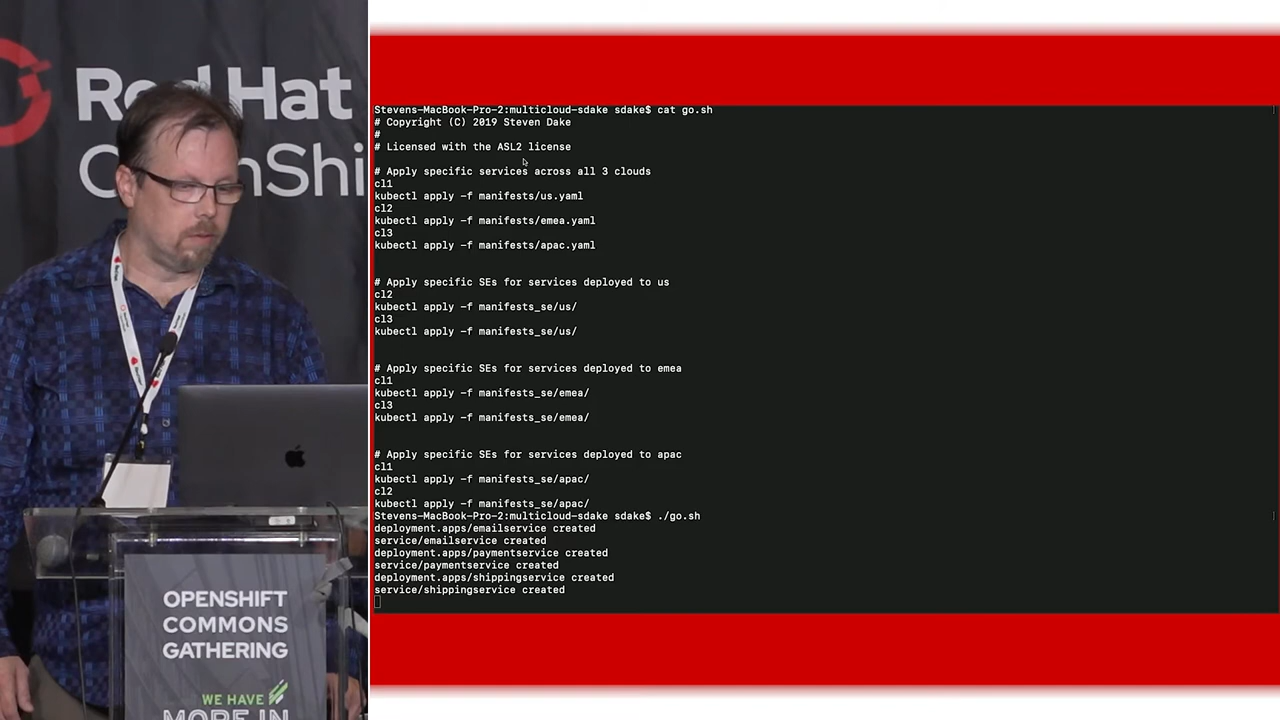 Red Hat
OpenShi
OPENSHIFT
COMMONS
GATHERING
WE HAVE
MORE IN
Stevens-MacBook-Pro-2:multicloud-sdake sdake$ cat go.sh
# Copyright (C) 2019 Steven Dake
#
# Licensed with the ASL2 license
# Apply specific services across all 3 clouds
cl1
kubectl apply -f manifests/us.yaml
cl2
kubectl apply -f manifests/emea.yaml
cl3
kubectl apply -f manifests/apac.yaml
# Apply specific SEs for services deployed to us
cl2
kubectl apply -f manifests_se/us/
cl3
kubectl apply -f manifests_se/us/
# Apply specific SEs for services deployed to emea
cl1
kubectl apply -f manifests_se/emea/
cl3
kubectl apply -f manifests_se/emea/
# Apply specific SEs for services deployed to apac
cl1
kubectl apply -f manifests_se/apac/
cl2
kubectl apply -f manifests_se/apac/
Stevens-MacBook-Pro-2:multicloud-sdake sdake$ ./go.sh
deployment.apps/emailservice created
service/emailservice created
deployment.apps/paymentservice created
service/paymentservice created
deployment.apps/shippingservice created
service/shippingservice created